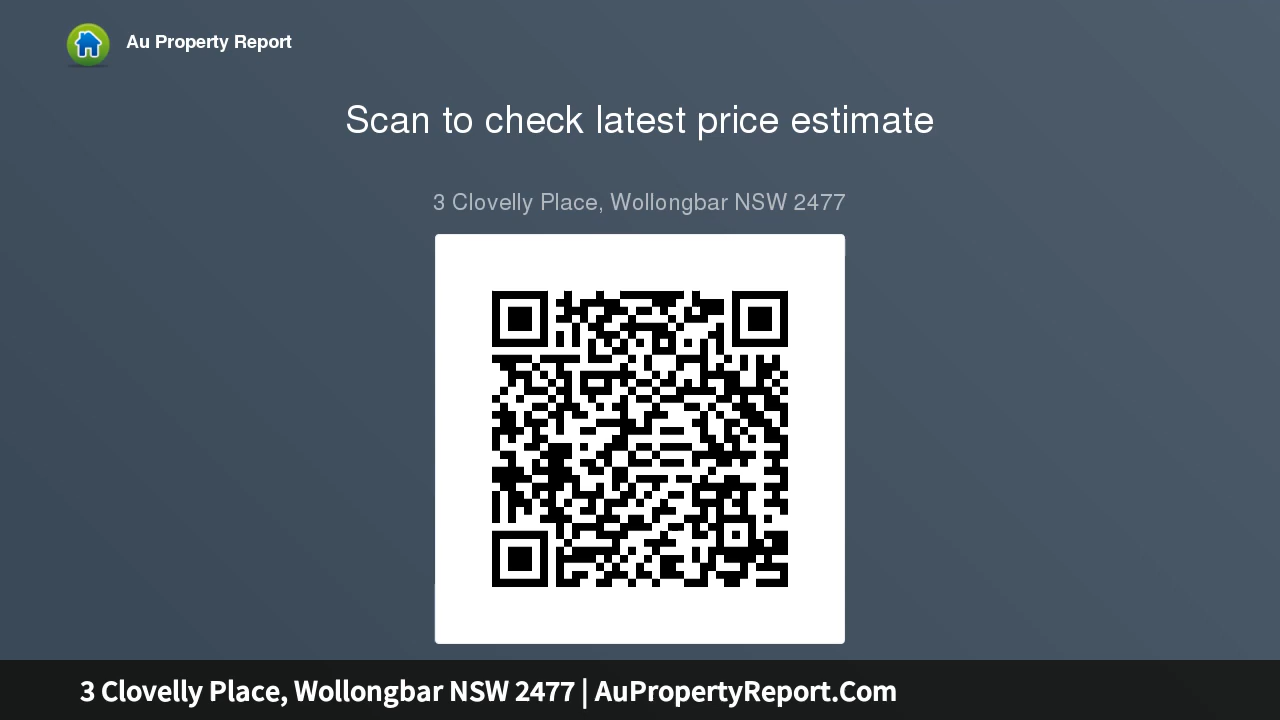 Au Property Report
Scan to check latest price estimate
3 Clovelly Place, Wollongbar NSW 2477
3 Clovelly Place, Wollongbar NSW 2477 | AuPropertyReport.Com